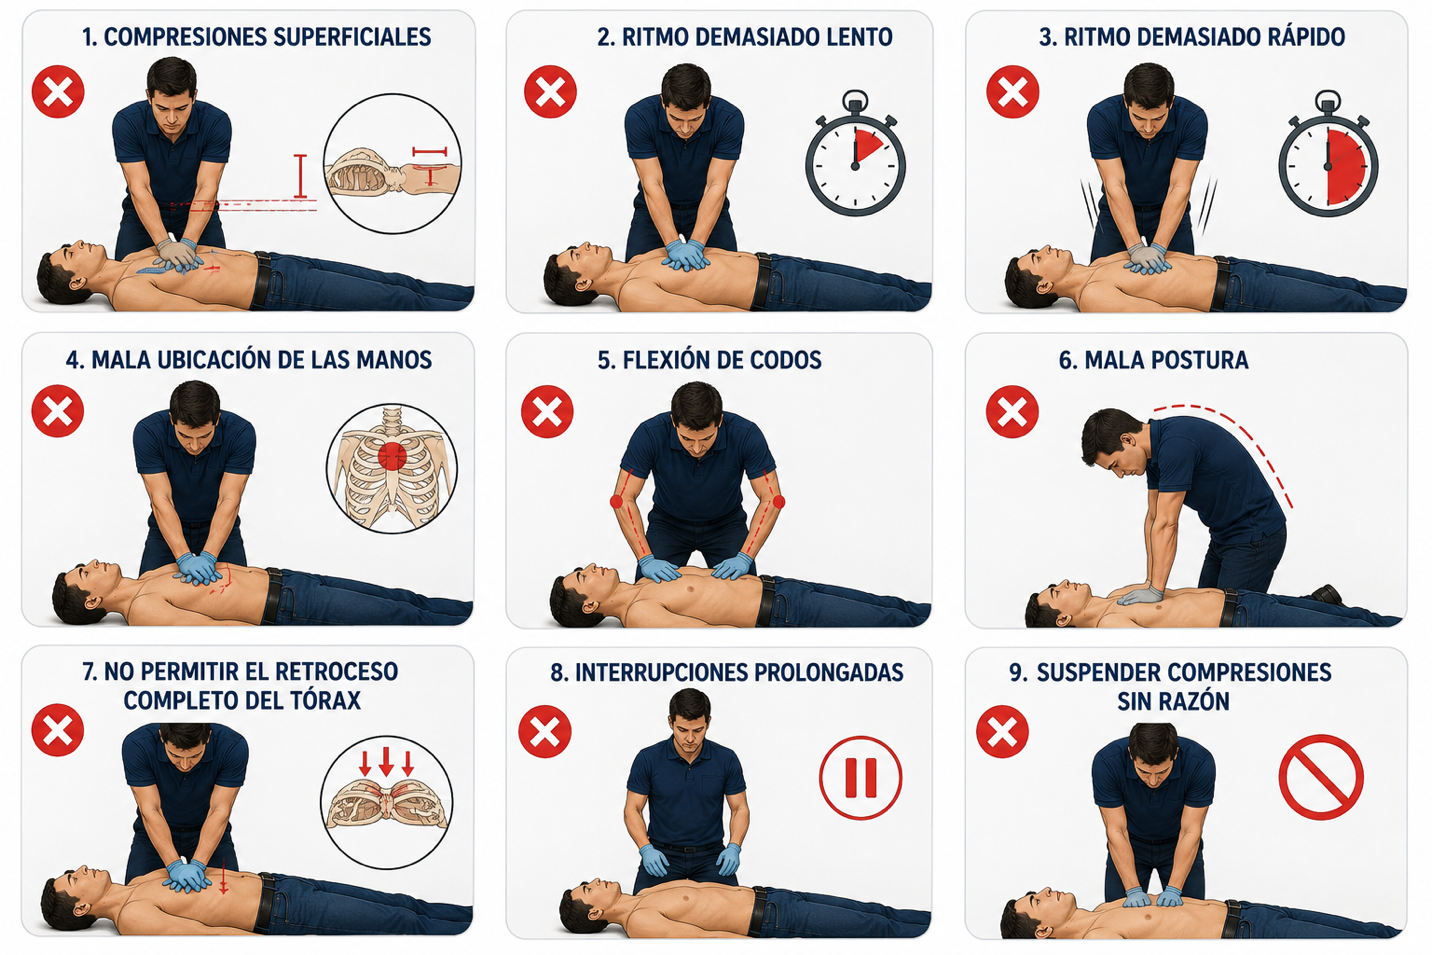 1. COMPRESIONES SUPERFICIALES
2. RITMO DEMASIADO LENTO
3. RITMO DEMASIADO RÁPIDO
4. MALA UBICACIÓN DE LAS MANOS
5. FLEXIÓN DE CODOS
6. MALA POSTURA
7. NO PERMITIR EL RETROCESO
COMPLETO DEL TÓRAX
8. INTERRUPCIONES PROLONGADAS
9. SUSPENDER COMPRESIONES
SIN RAZÓN